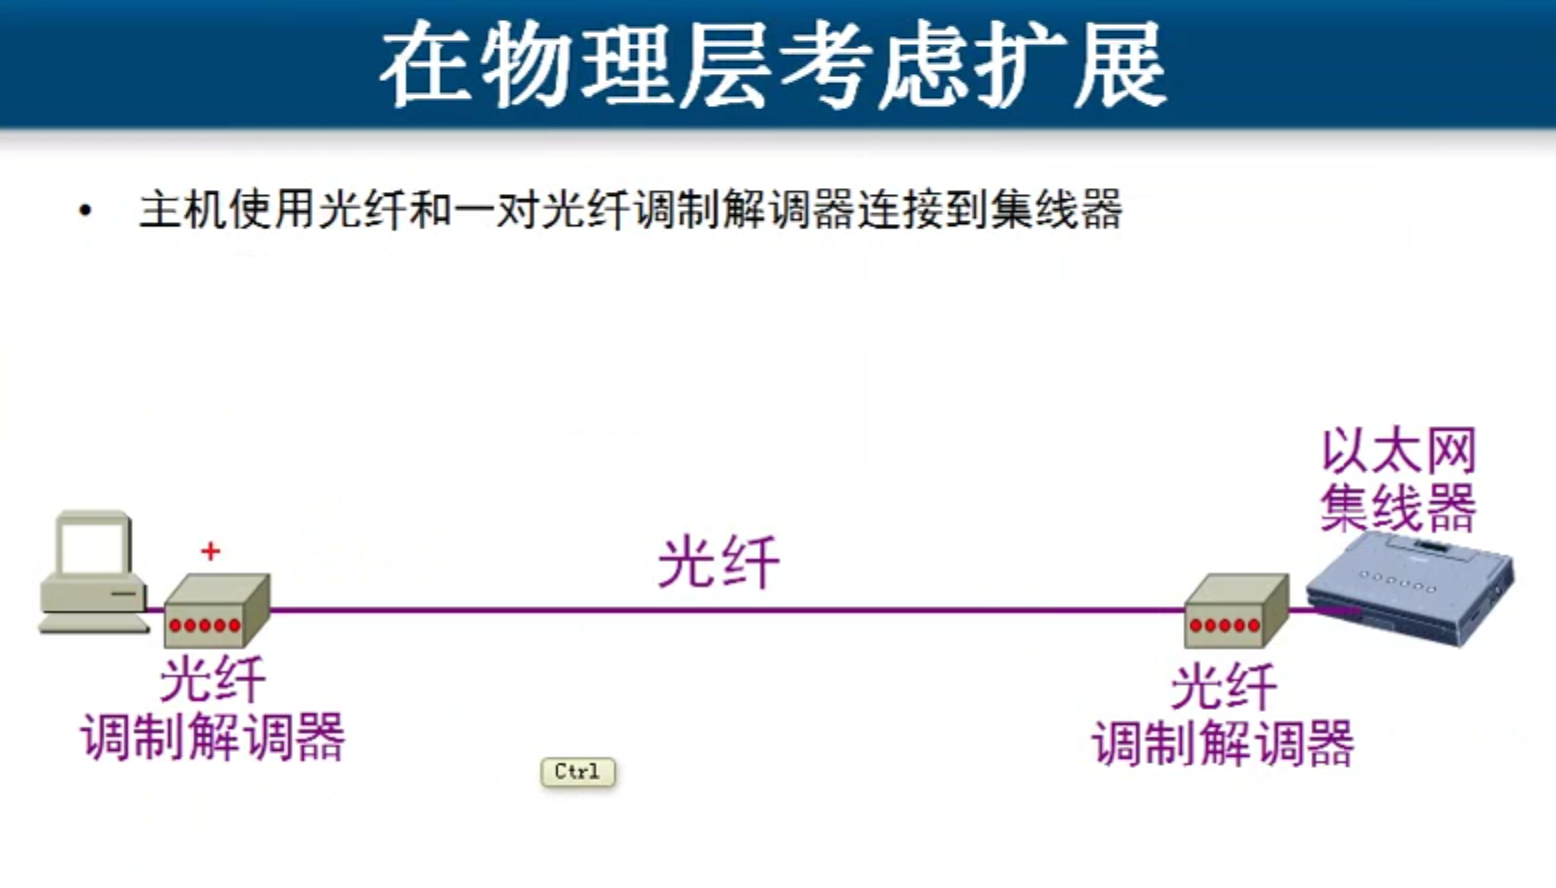 在物理层考虑扩展
• 主机使用光纤和一对光纤调制解调器连接到集线器
以太网
集线器
光纤
光纤
调制解调器
光纤
调制解调器
Ctrl